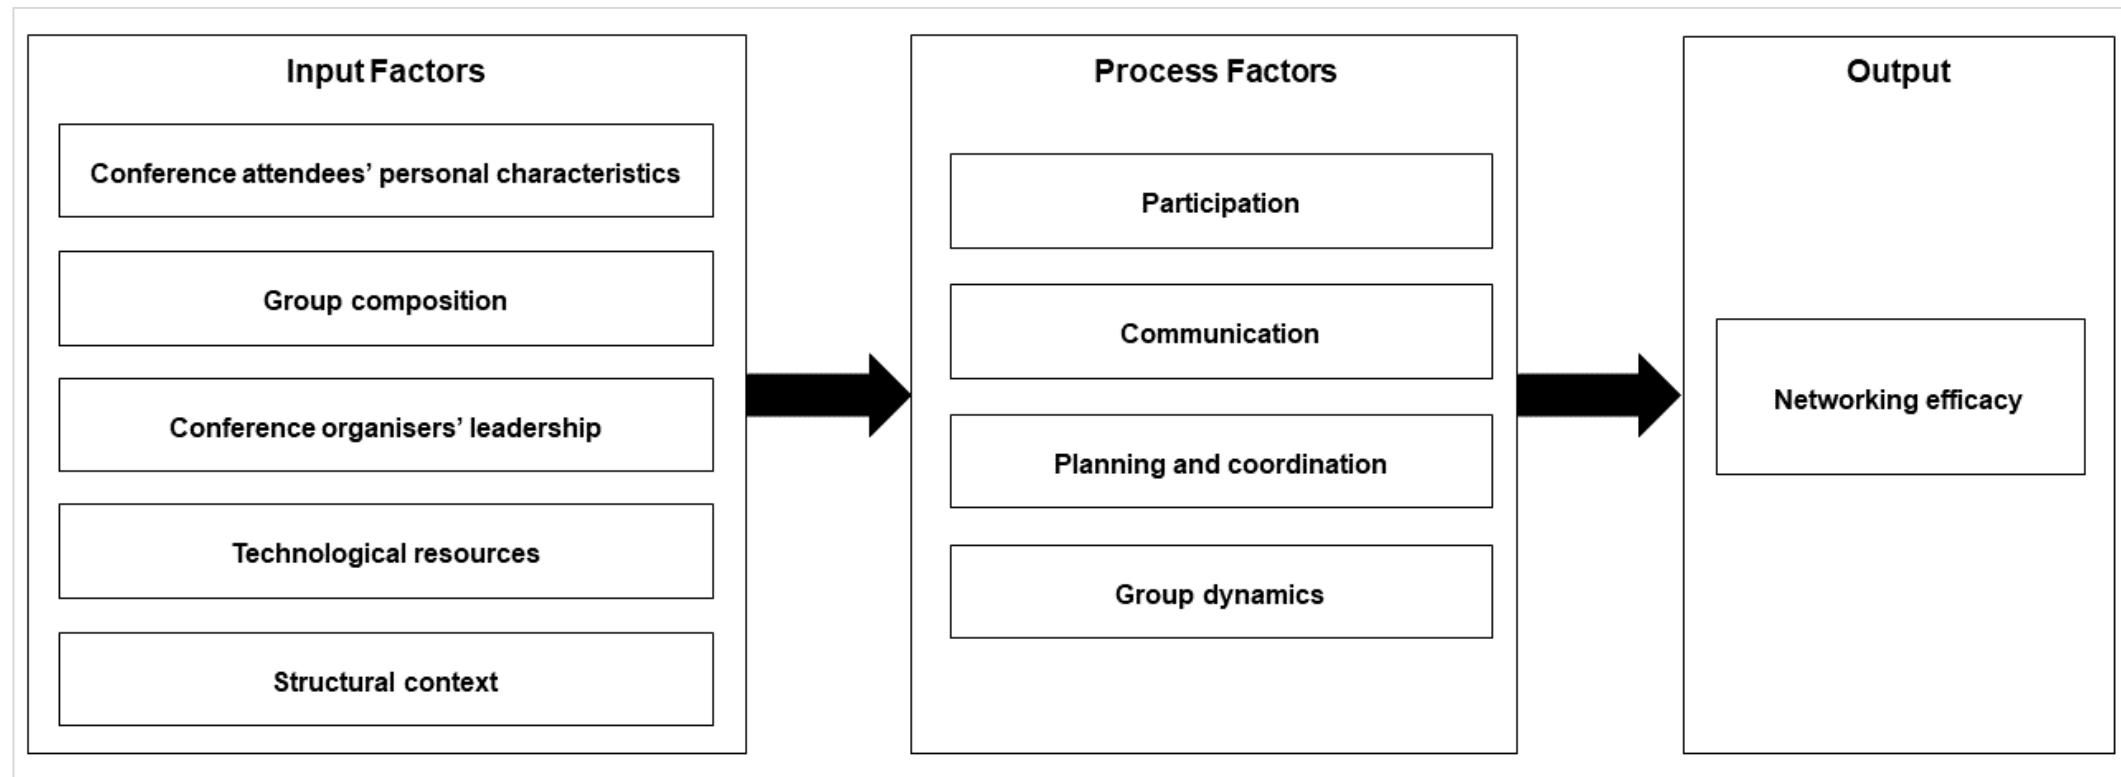 Input Factors
Conference attendees’ personal characteristics
Group composition
Conference organisers’ leadership
Technological resources
Structural context
Process Factors
Participation
Communication
Planning and coordination
Group dynamics
Output
Networking efficacy